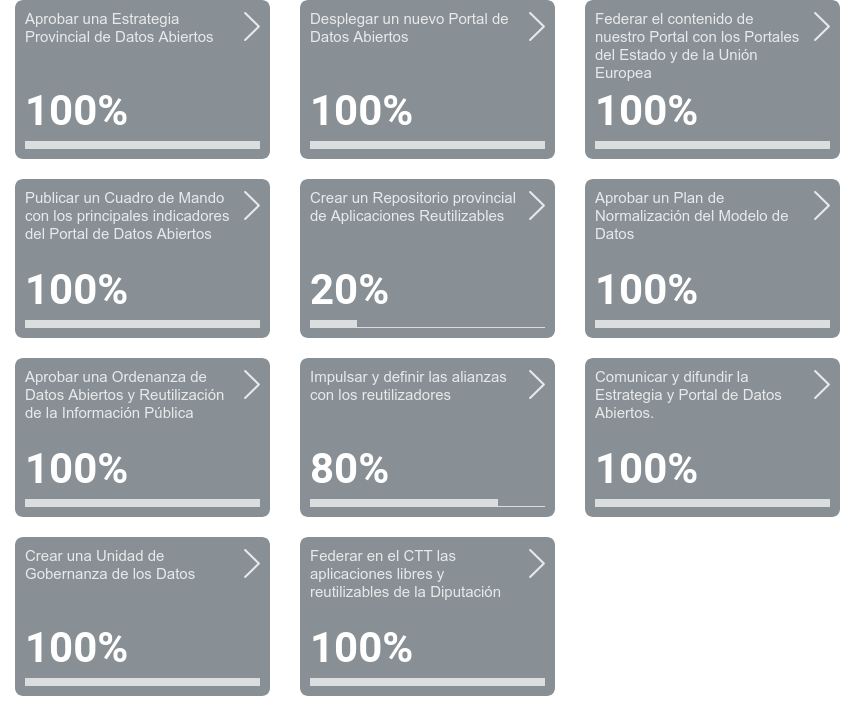 Aprobar una Estrategia
Provincial de Datos Abiertos
100%
Desplegar un nuevo Portal de
Datos Abiertos
100%
Federar el contenido de
nuestro Portal con los Portales
del Estado y de la Unión
Europea
100%
Publicar un Cuadro de Mando
con los principales indicadores
del Portal de Datos Abiertos
100%
Crear un Repositorio provincial
de Aplicaciones Reutilizables
20%
Aprobar un Plan de
Normalización del Modelo de
Datos
100%
Aprobar una Ordenanza de
Datos Abiertos y Reutilización
de la Información Pública
100%
Impulsar y definir las alianzas
con los reutilizadores
80%
Comunicar y difundir la
Estrategia y Portal de Datos
Abiertos.
100%
Crear una Unidad de
Gobernanza de los Datos
100%
Federar en el CTT las
aplicaciones libres y
reutilizables de la Diputación
100%